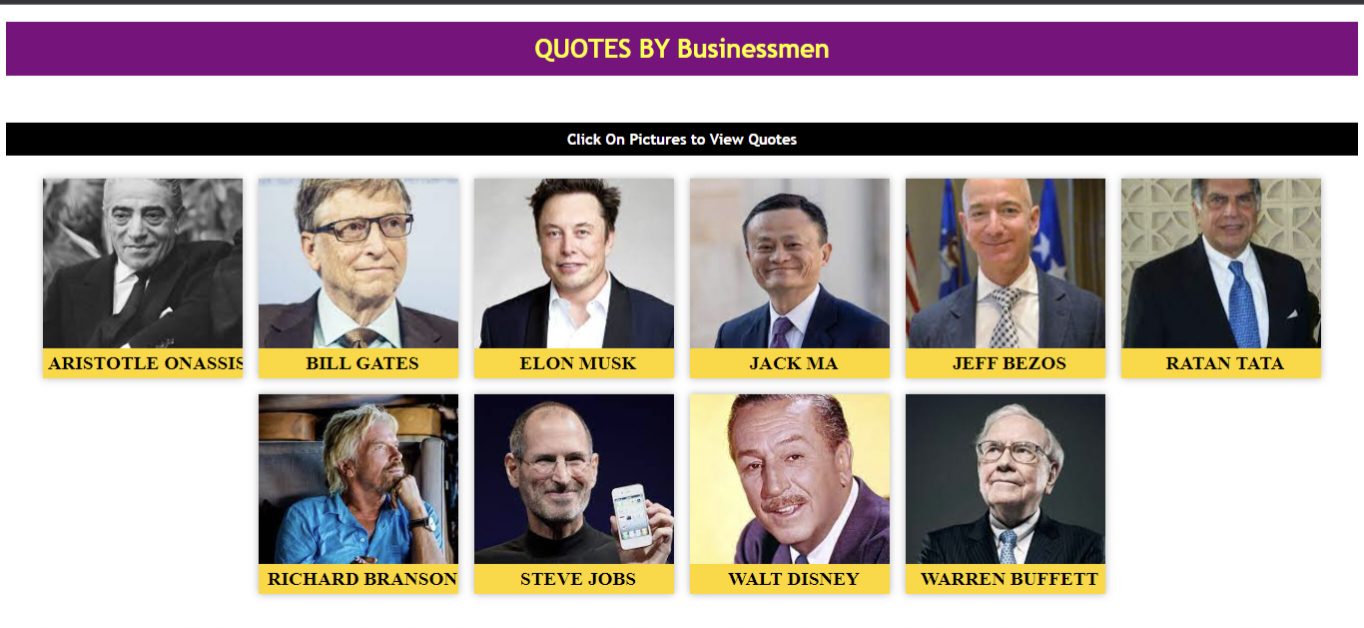 QUOTES BY Businessmen
Click On Pictures to View Quotes
ARISTOTLE ONASSIS
BILL GATES
ELON MUSK
JACK MA
JEFF BEZOS
RATAN TATA
RICHARD BRANSON
STEVE JOBS
WALT DISNEY
WARREN BUFFETT